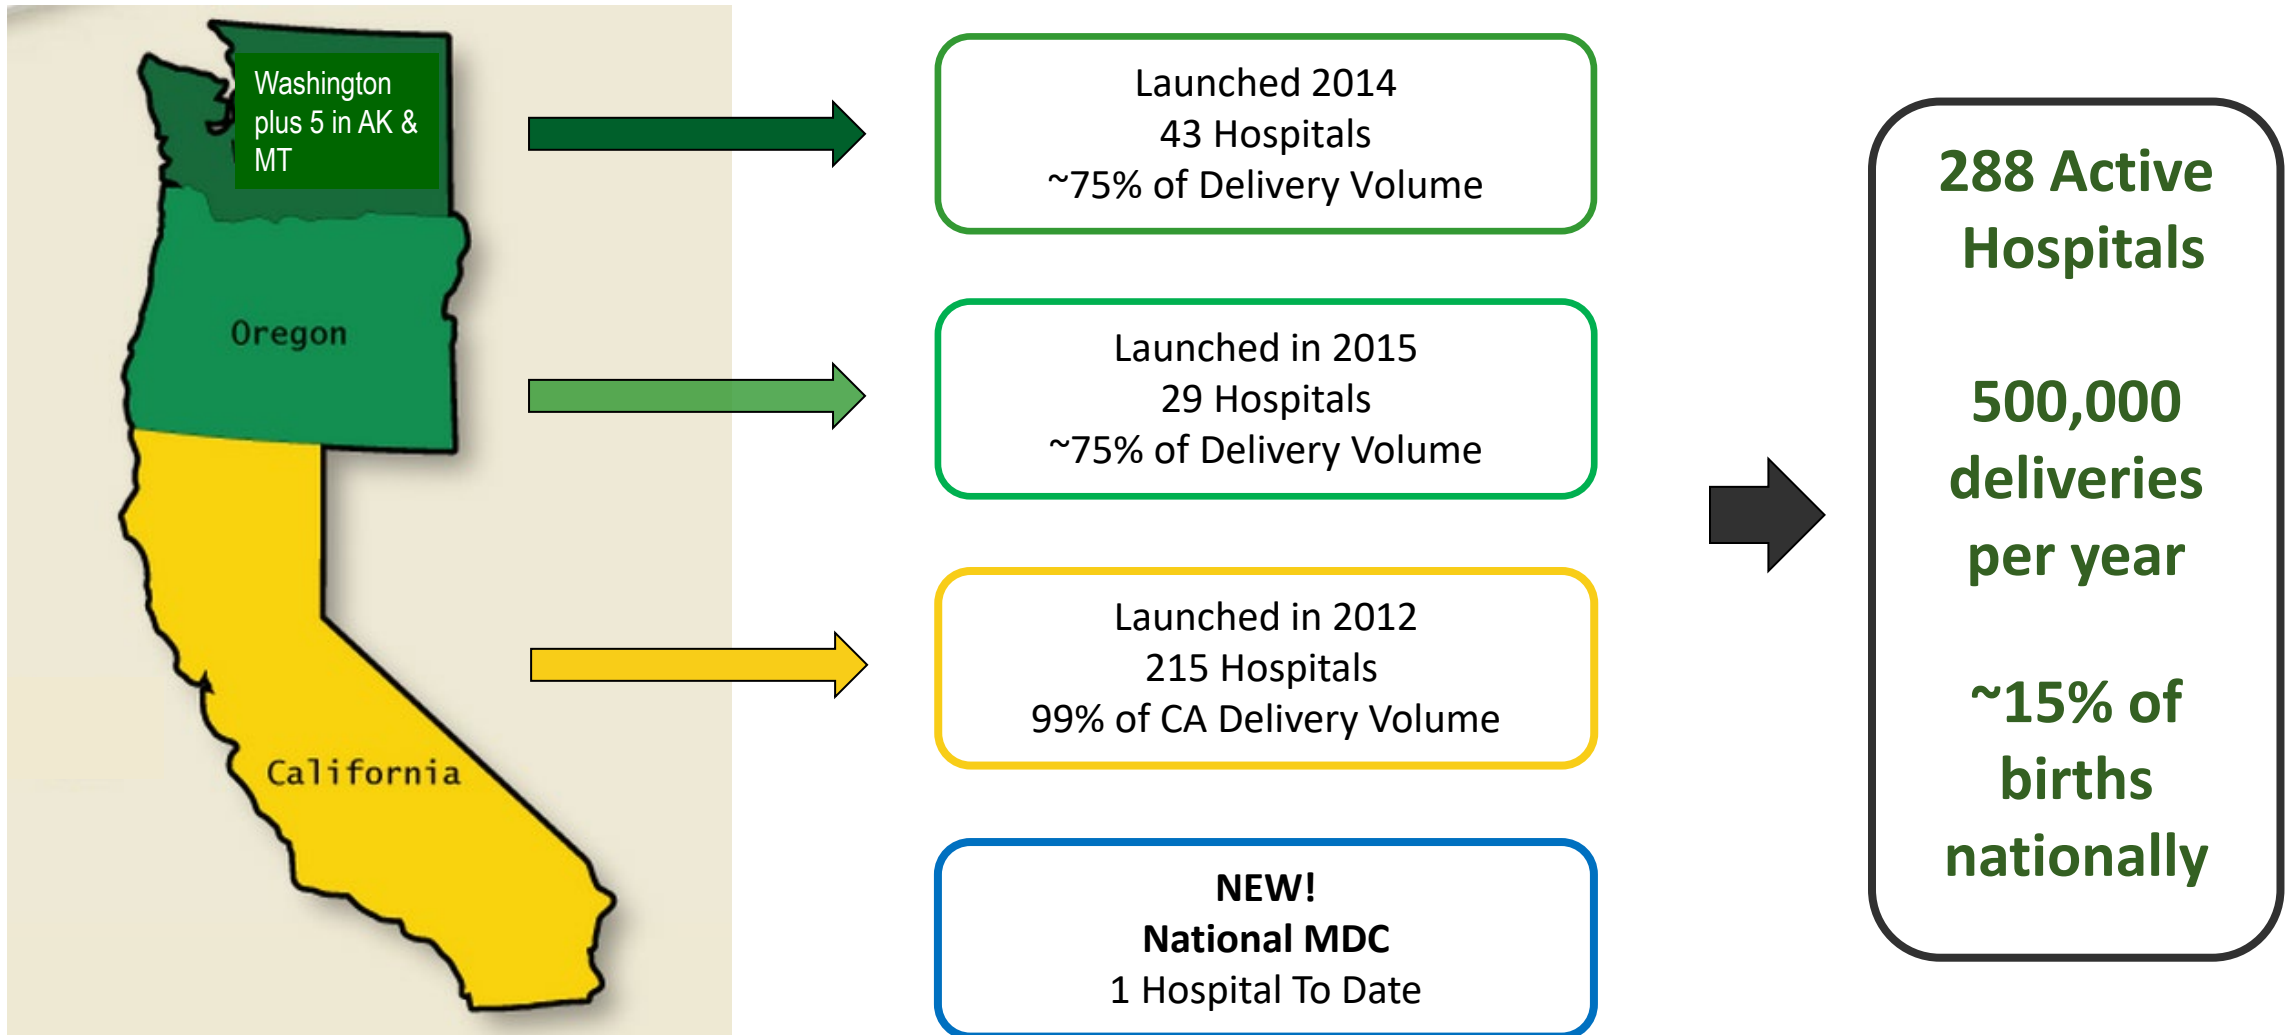 Washington
plus 5 in AK &
MT
Oregon
California
Launched 2014
43 Hospitals
~75% of Delivery Volume
Launched in 2015
29 Hospitals
~75% of Delivery Volume
Launched in 2012
215 Hospitals
99% of CA Delivery Volume
NEW!
National MDC
1 Hospital To Date
288 Active
Hospitals
500,000
deliveries
per year
~15% of
births
nationally